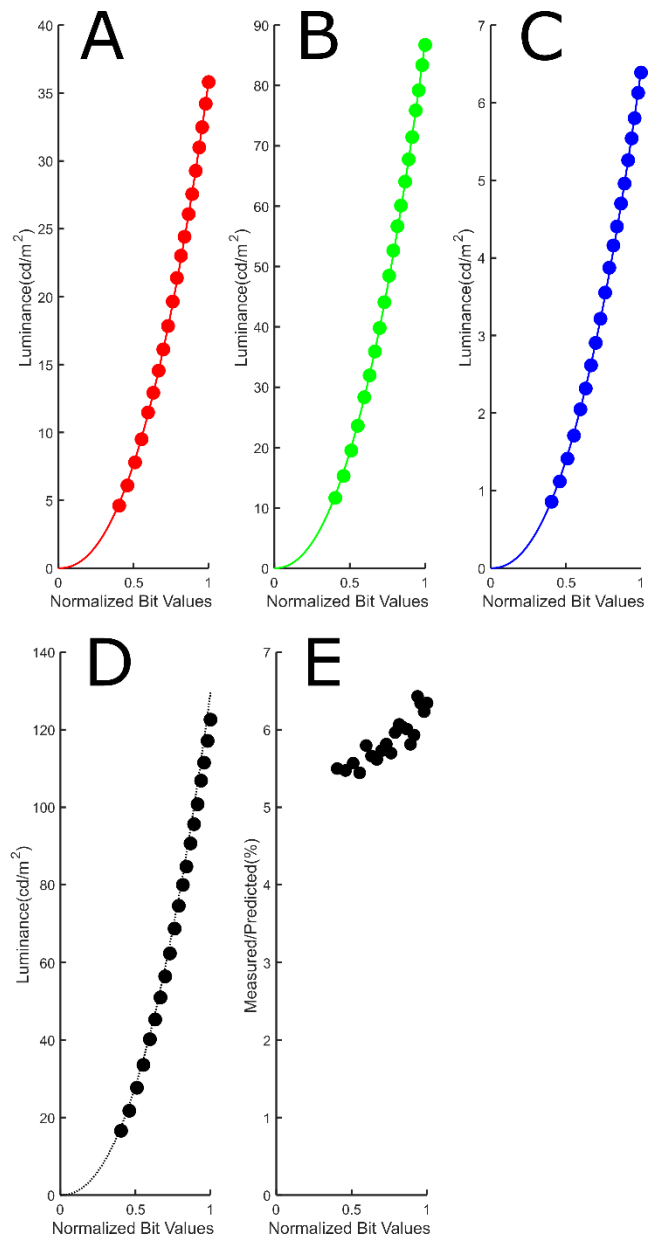 A
B
C
40
35
30
25
20
15
10
5
0
Luminance(cd/m²)
0 0.5 1
Normalized Bit Values
90
80
70
60
50
40
30
20
10
0
Luminance(cd/m²)
0 0.5 1
Normalized Bit Values
7
6
5
4
3
2
1
0
Luminance(cd/m²)
0 0.5 1
Normalized Bit Values
D
E
140
120
100
80
60
40
20
0
Luminance(cd/m²)
0 0.5 1
Normalized Bit Values
7
6
5
4
3
2
1
0
Measured/Predicted(%)
0 0.5 1
Normalized Bit Values